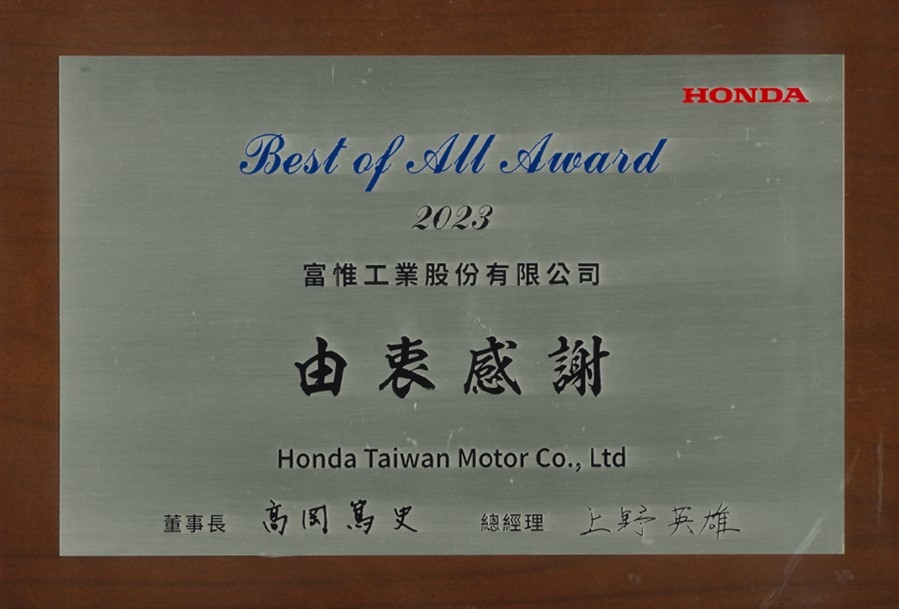 HONDA
Best of All Award
2023
富惟工業股份有限公司
由衷感謝
Honda Taiwan Motor Co., Ltd
董事長 高岡篤史 總經理 上野英雄